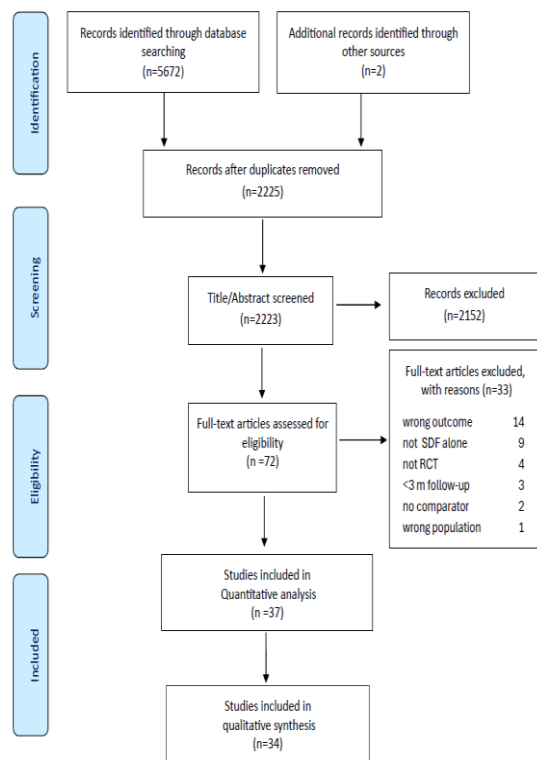 Identification
Records identified through database
searching
(n=5672)
Additional records identified through
other sources
(n=2)
Records after duplicates removed
(n=2225)
Screening
Title/Abstract screened
(n=2223)
Records excluded
(n=2152)
Eligibility
Full-text articles assessed for
eligibility
(n =72)
Full-text articles excluded,
with reasons (n=33)
wrong outcome 14
not SDF alone 9
not RCT 4
<3 m follow-up 3
no comparator 2
wrong population 1
Included
Studies included in
Quantitative analysis
(n =37)
Studies included in
qualitative synthesis
(n=34)